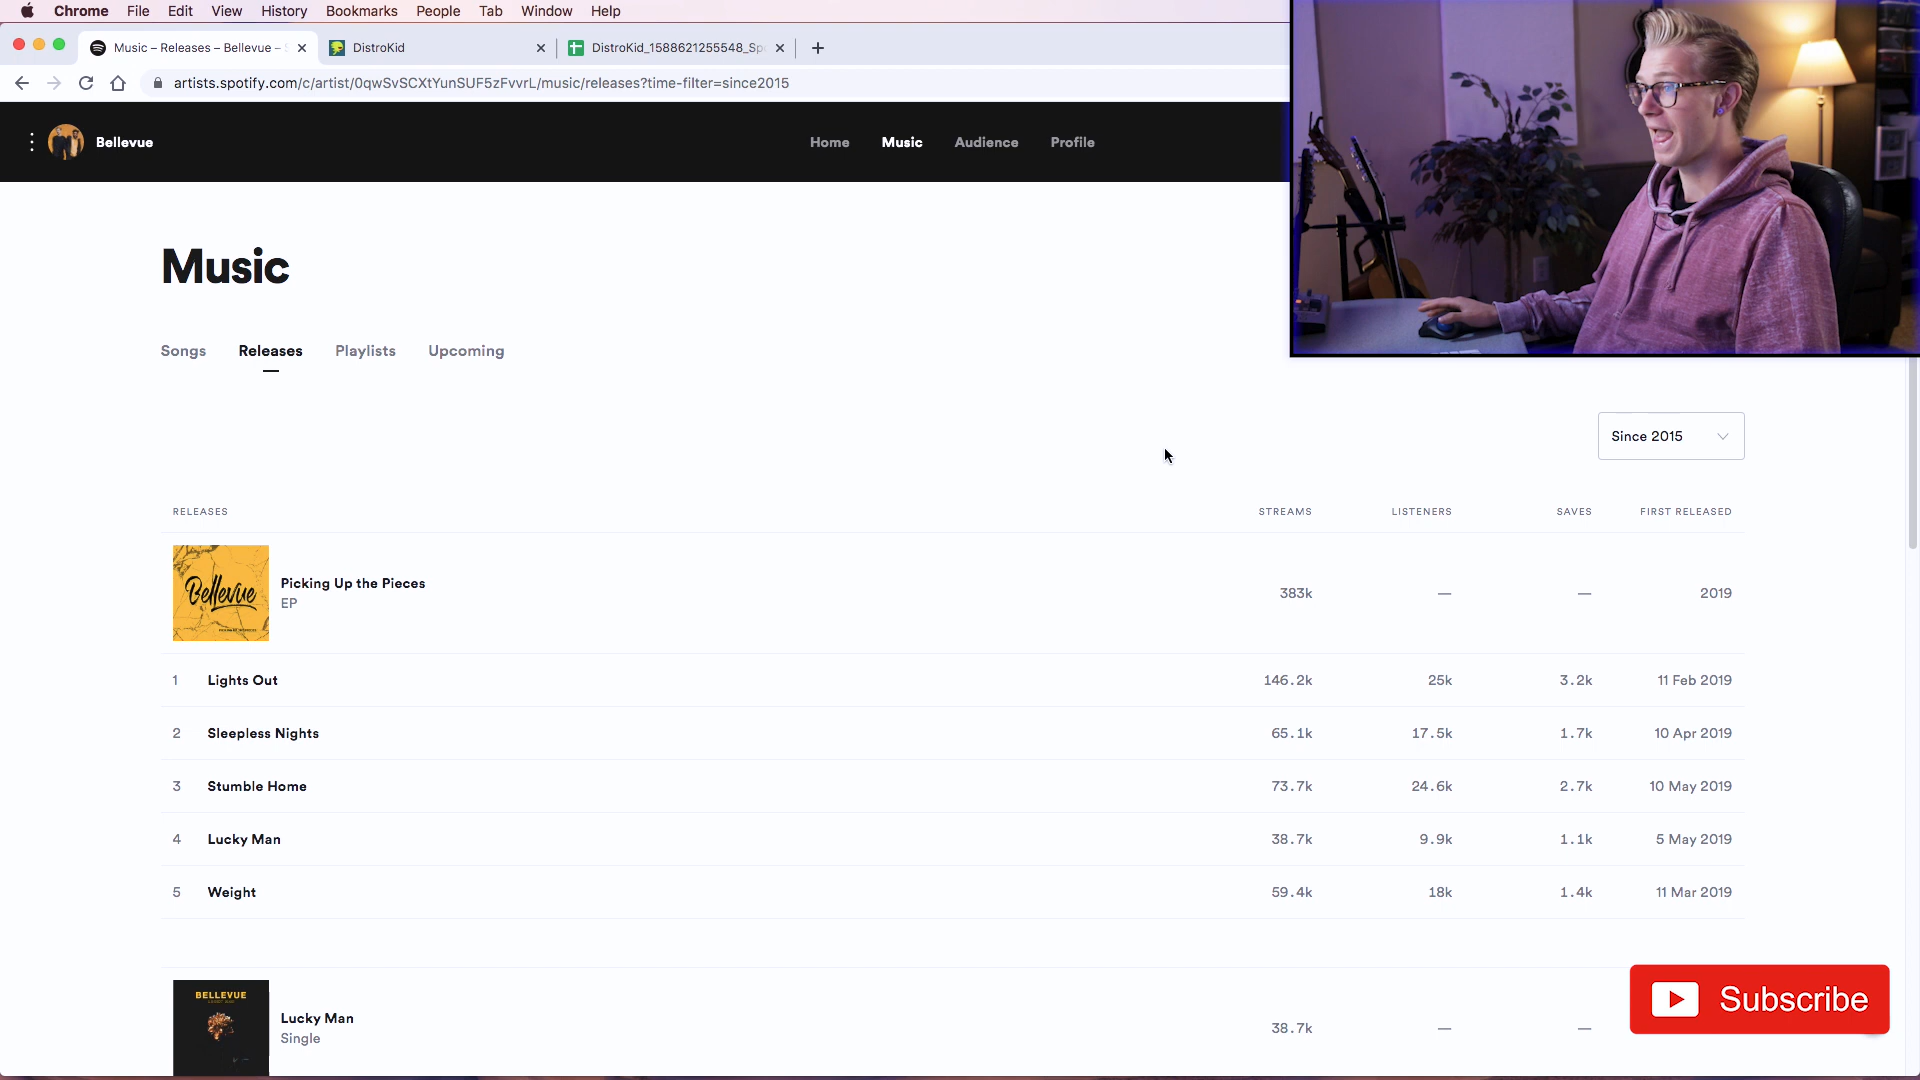 Chrome File Edit View History Bookmarks People Tab Window Help
Music – Releases – Bellevue –
DistroKid
DistroKid_1588621255548_Sp
artists.spotify.com/c/artist/0qwSvSCXtYunSUF5zFvvrL/music/releases?time-filter=since2015
Bellevue
Home Music Audience Profile
Music
Songs Releases Playlists Upcoming
Since 2015
RELEASES STREAMS LISTENERS SAVES FIRST RELEASED
Bellevue
Picking Up the Pieces
EP
383k — — 2019
1 Lights Out 146.2k 25k 3.2k 11 Feb 2019
2 Sleepless Nights 65.1k 17.5k 1.7k 10 Apr 2019
3 Stumble Home 73.7k 24.6k 2.7k 10 May 2019
4 Lucky Man 38.7k 9.9k 1.1k 5 May 2019
5 Weight 59.4k 18k 1.4k 11 Mar 2019
BELLEVUE
Lucky Man
Single
38.7k — —
Subscribe